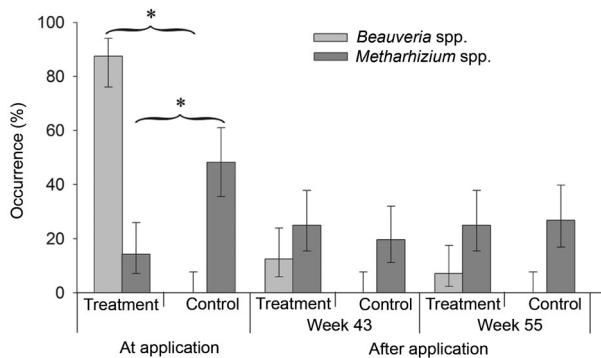 100
80
60
40
20
0
Occurrence (%)
*
*
Beauveria spp.
Metharhizium spp.
Treatment Control Treatment Control Treatment Control
Week 43 Week 55
At application After application